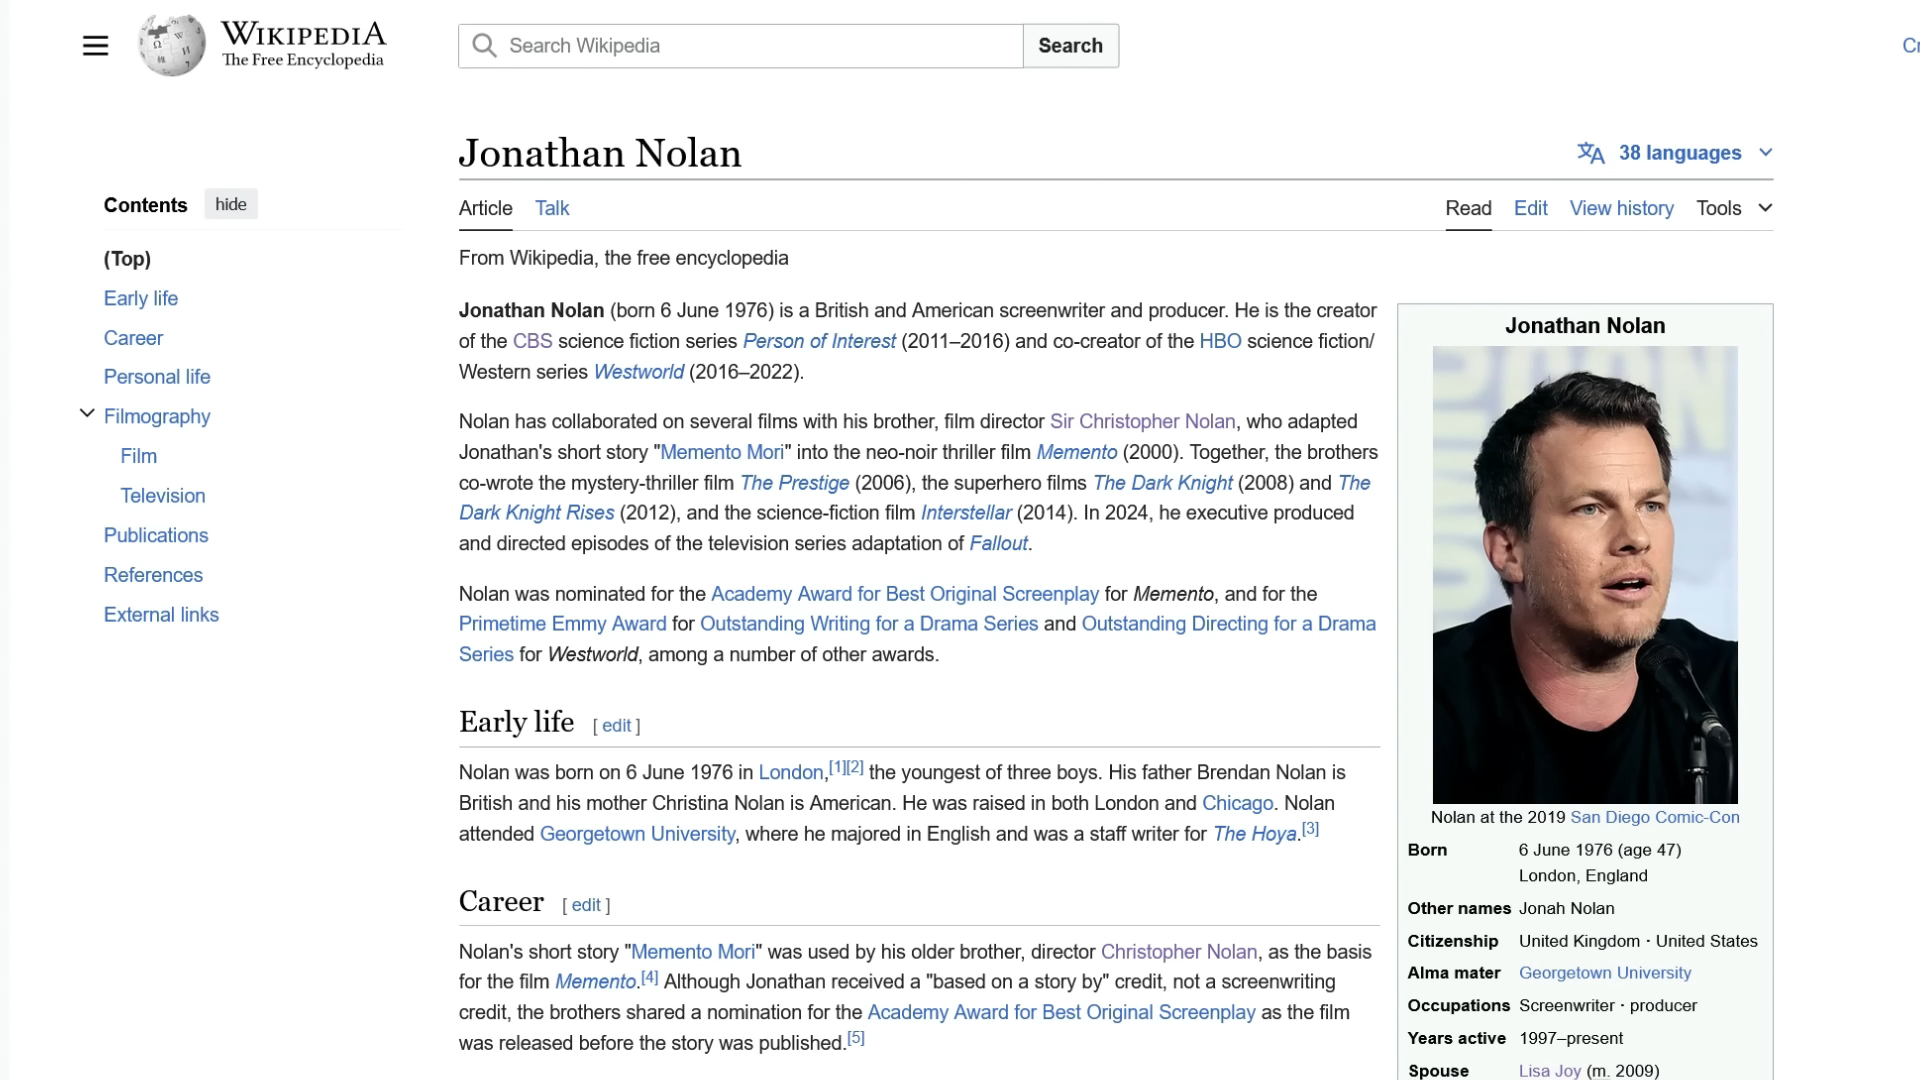 WIKIPEDIA
The Free Encyclopedia
Search Wikipedia
Search
Contents hide
(Top)
Early life
Career
Personal life
Filmography
Film
Television
Publications
References
External links
Jonathan Nolan
38 languages
Article Talk
Read Edit View history Tools
From Wikipedia, the free encyclopedia
Jonathan Nolan (born 6 June 1976) is a British and American screenwriter and producer. He is the creator
of the CBS science fiction series Person of Interest (2011–2016) and co-creator of the HBO science fiction/
Western series Westworld (2016–2022).
Nolan has collaborated on several films with his brother, film director Sir Christopher Nolan, who adapted
Jonathan's short story "Memento Mori" into the neo-noir thriller film Memento (2000). Together, the brothers
co-wrote the mystery-thriller film The Prestige (2006), the superhero films The Dark Knight (2008) and The
Dark Knight Rises (2012), and the science-fiction film Interstellar (2014). In 2024, he executive produced
and directed episodes of the television series adaptation of Fallout.
Nolan was nominated for the Academy Award for Best Original Screenplay for Memento, and for the
Primetime Emmy Award for Outstanding Writing for a Drama Series and Outstanding Directing for a Drama
Series for Westworld, among a number of other awards.
Early life [ edit ]
Nolan was born on 6 June 1976 in London,[1][2] the youngest of three boys. His father Brendan Nolan is
British and his mother Christina Nolan is American. He was raised in both London and Chicago. Nolan
attended Georgetown University, where he majored in English and was a staff writer for The Hoya.[3]
Career [ edit ]
Nolan's short story "Memento Mori" was used by his older brother, director Christopher Nolan, as the basis
for the film Memento.[4] Although Jonathan received a "based on a story by" credit, not a screenwriting
credit, the brothers shared a nomination for the Academy Award for Best Original Screenplay as the film
was released before the story was published.[5]
Jonathan Nolan
Nolan at the 2019 San Diego Comic-Con
Born 6 June 1976 (age 47)
London, England
Other names Jonah Nolan
Citizenship United Kingdom · United States
Alma mater Georgetown University
Occupations Screenwriter · producer
Years active 1997–present
Spouse Lisa Joy (m. 2009)